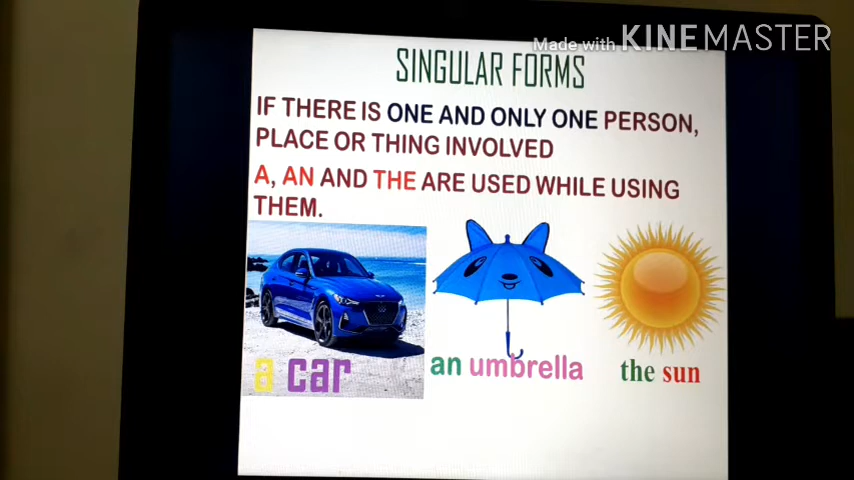 Made with KINEMASTER
SINGULAR FORMS
IF THERE IS ONE AND ONLY ONE PERSON,
PLACE OR THING INVOLVED
A, AN AND THE ARE USED WHILE USING
THEM.
a car
an umbrella
the sun